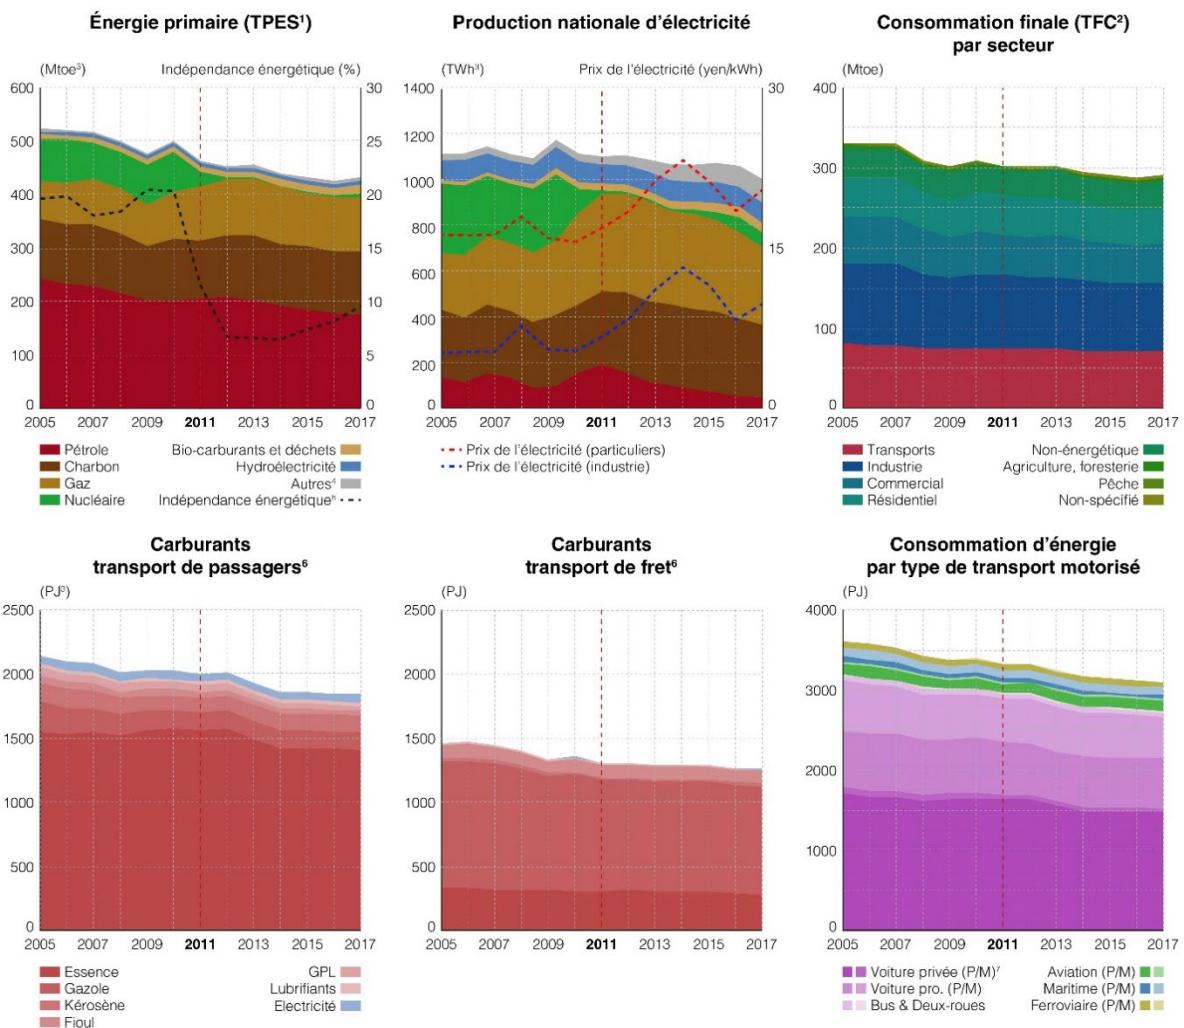 Énergie primaire (TPES¹)
(Mtoe³)
Indépendance énergétique (%)
600
500
400
300
200
100
0
30
25
20
15
10
5
0
2005
2007
2009
2011
2013
2015
2017
Pétrole
Charbon
Gaz
Nucléaire
Bio-carburants et déchets
Hydroélectricité
Autres⁴
Indépendance énergétique⁵
Production nationale d'électricité
(TWh³)
Prix de l'électricité (yen/kWh)
1400
1200
1000
800
600
400
200
0
30
15
0
2005
2007
2009
2011
2013
2015
2017
Prix de l'électricité (particuliers)
Prix de l'électricité (industrie)
Consommation finale (TFC²)
par secteur
(Mtoe)
400
300
200
100
0
2005
2007
2009
2011
2013
2015
2017
Transports
Industrie
Commercial
Résidentiel
Non-énergétique
Agriculture, foresterie
Pêche
Non-spécifié
Carburants
transport de passagers⁶
(PJ³)
2500
2000
1500
1000
500
0
2005
2007
2009
2011
2013
2015
2017
Essence
Gazole
Kérosène
Fioul
GPL
Lubrifiants
Electricité
Carburants
transport de fret⁶
(PJ)
2500
2000
1500
1000
500
0
2005
2007
2009
2011
2013
2015
2017
Consommation d'énergie
par type de transport motorisé
(PJ)
4000
3000
2000
1000
0
2005
2007
2009
2011
2013
2015
2017
Voiture privée (P/M)⁷
Voiture pro. (P/M)
Bus & Deux-roues
Aviation (P/M)
Maritime (P/M)
Ferroviaire (P/M)